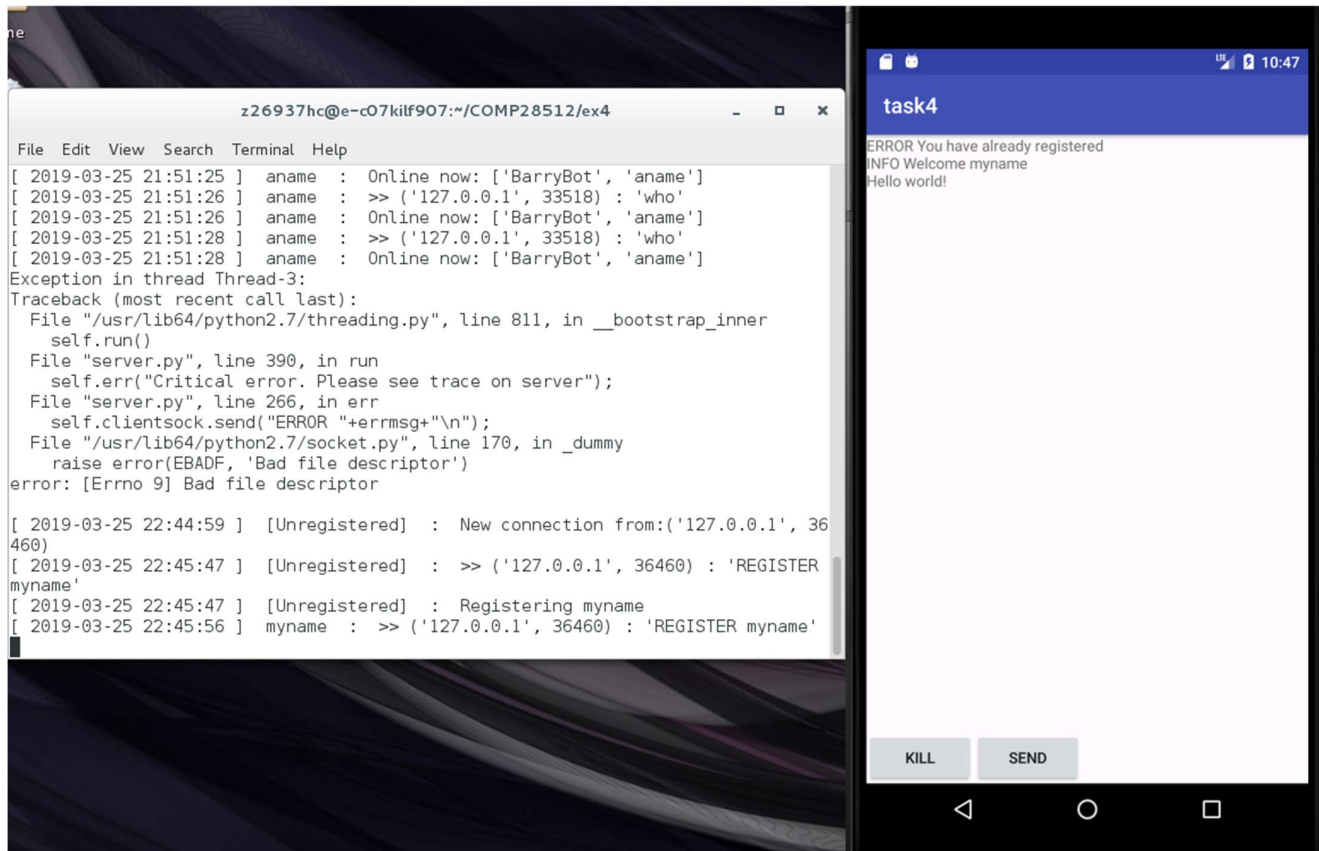 me
z26937hc@e-c07kilf907:~/COMP28512/ex4
File Edit View Search Terminal Help
[ 2019-03-25 21:51:25 ]  aname  :  Online now: ['BarryBot', 'aname']
[ 2019-03-25 21:51:26 ]  aname  :  >> ('127.0.0.1', 33518) : 'who'
[ 2019-03-25 21:51:26 ]  aname  :  Online now: ['BarryBot', 'aname']
[ 2019-03-25 21:51:28 ]  aname  :  >> ('127.0.0.1', 33518) : 'who'
[ 2019-03-25 21:51:28 ]  aname  :  Online now: ['BarryBot', 'aname']
Exception in thread Thread-3:
Traceback (most recent call last):
  File "/usr/lib64/python2.7/threading.py", line 811, in __bootstrap_inner
    self.run()
  File "server.py", line 390, in run
    self.err("Critical error. Please see trace on server");
  File "server.py", line 266, in err
    self.clientsock.send("ERROR "+errmsg+"\n");
  File "/usr/lib64/python2.7/socket.py", line 170, in _dummy
    raise error(EBADF, 'Bad file descriptor')
error: [Errno 9] Bad file descriptor
[ 2019-03-25 22:44:59 ]  [Unregistered]  :  New connection from:('127.0.0.1', 36
460)
[ 2019-03-25 22:45:47 ]  [Unregistered]  :  >> ('127.0.0.1', 36460) : 'REGISTER
myname'
[ 2019-03-25 22:45:47 ]  [Unregistered]  :  Registering myname
[ 2019-03-25 22:45:56 ]  myname  :  >> ('127.0.0.1', 36460) : 'REGISTER myname'
LTE 10:47
task4
ERROR You have already registered
INFO Welcome myname
Hello world!
KILL SEND